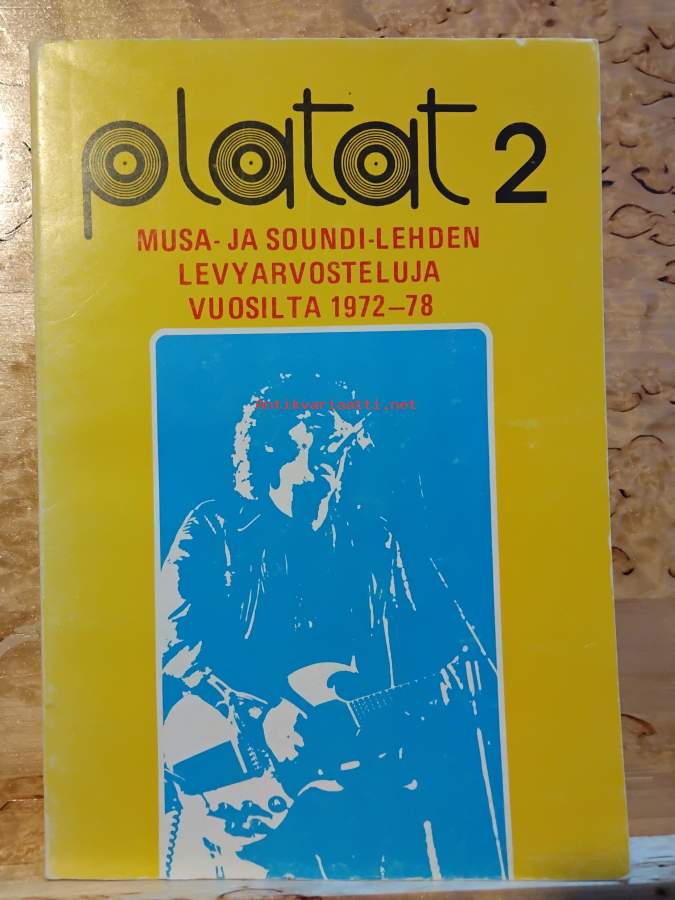 platat 2
MUSA- JA SOUNDI-LEHDEN
LEVYARVOSTELUJA
VUOSILTA 1972–78
Antikvariaatti.net